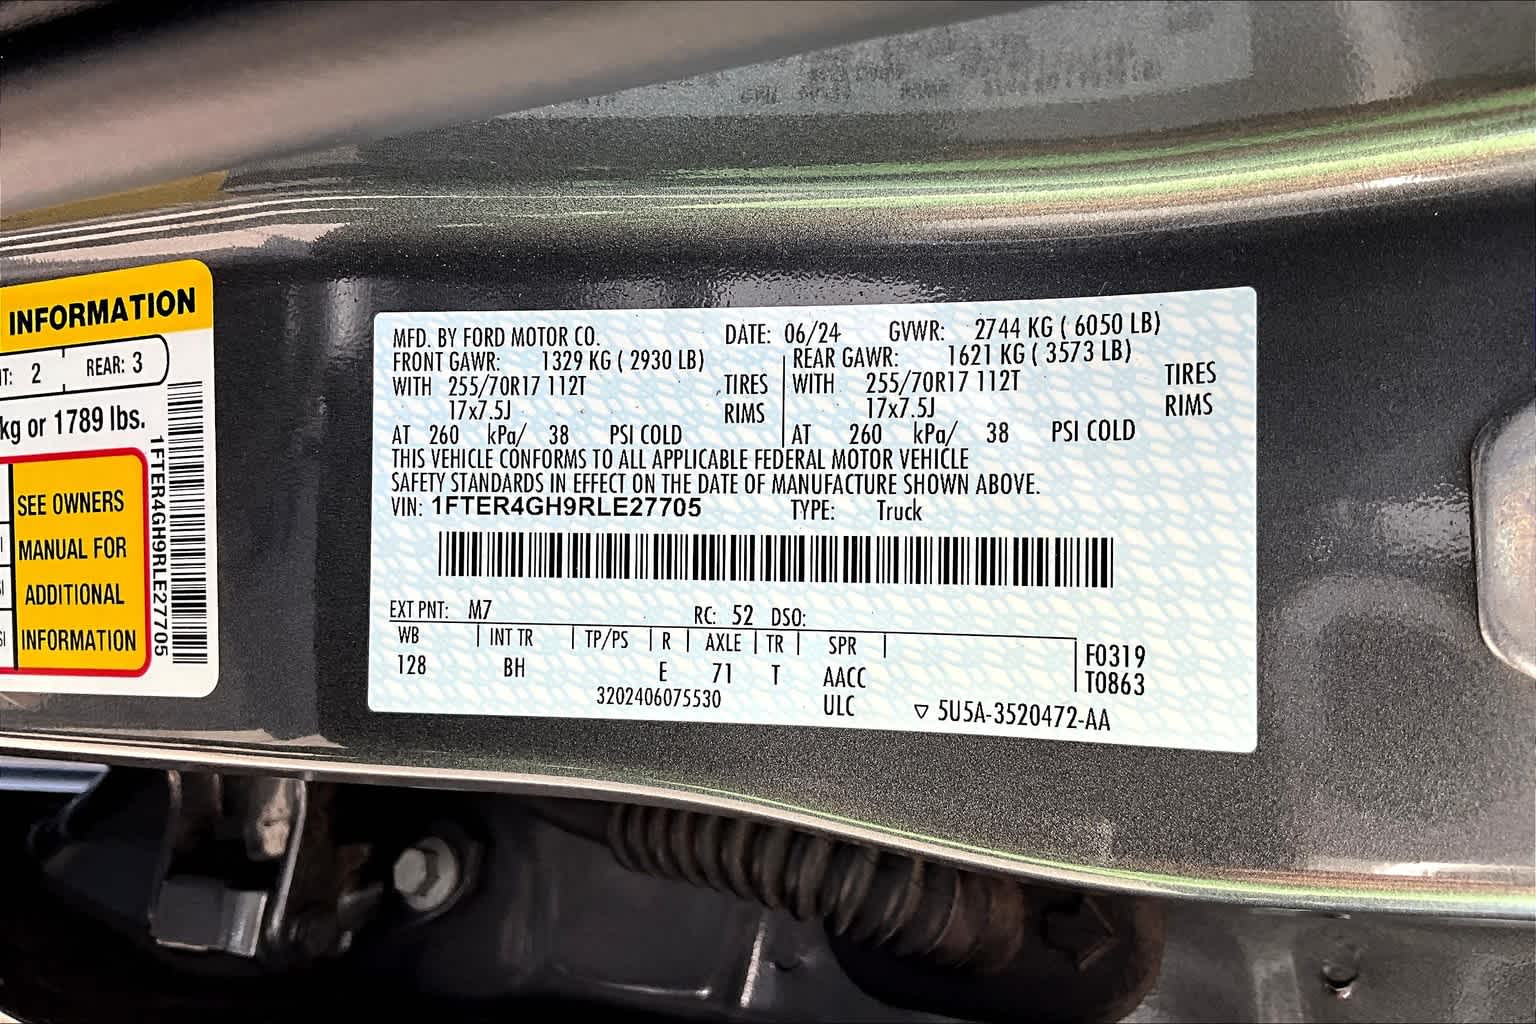 INFORMATION
2 REAR: 3
kg or 1789 lbs.
SEE OWNERS
MANUAL FOR
ADDITIONAL
INFORMATION
1FTER4GH9RLE27705
MFD. BY FORD MOTOR CO. DATE: 06/24 GVWR: 2744 KG ( 6050 LB)
FRONT GAWR: 1329 KG ( 2930 LB) REAR GAWR: 1621 KG ( 3573 LB)
WITH 255/70R17 112T TIRES WITH 255/70R17 112T TIRES
17x7.5J RIMS 17x7.5J RIMS
AT 260 kPa/ 38 PSI COLD AT 260 kPa/ 38 PSI COLD
THIS VEHICLE CONFORMS TO ALL APPLICABLE FEDERAL MOTOR VEHICLE
SAFETY STANDARDS IN EFFECT ON THE DATE OF MANUFACTURE SHOWN ABOVE.
VIN: 1FTER4GH9RLE27705 TYPE: Truck
EXT PNT: M7 RC: 52 DSO:
WB INT TR TP/PS R AXLE TR SPR
128 BH E 71 T AACC
ULC
F0319
T0863
3202406075530
5U5A-3520472-AA